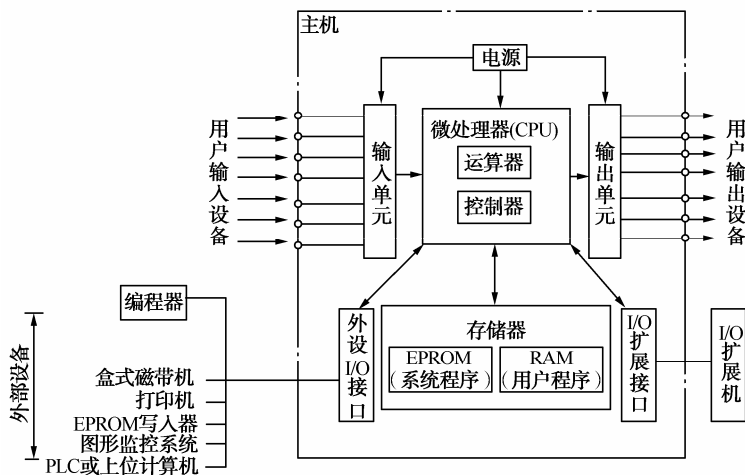 主机
电源
用户输入设备
输入单元
微处理器(CPU)
运算器
控制器
输出单元
用户输出设备
编程器
外部设备
盒式磁带机
打印机
EPROM写入器
图形监控系统
PLC或上位计算机
外设I/O接口
存储器
EPROM
(系统程序)
RAM
(用户程序)
I/O扩展接口
I/O扩展机